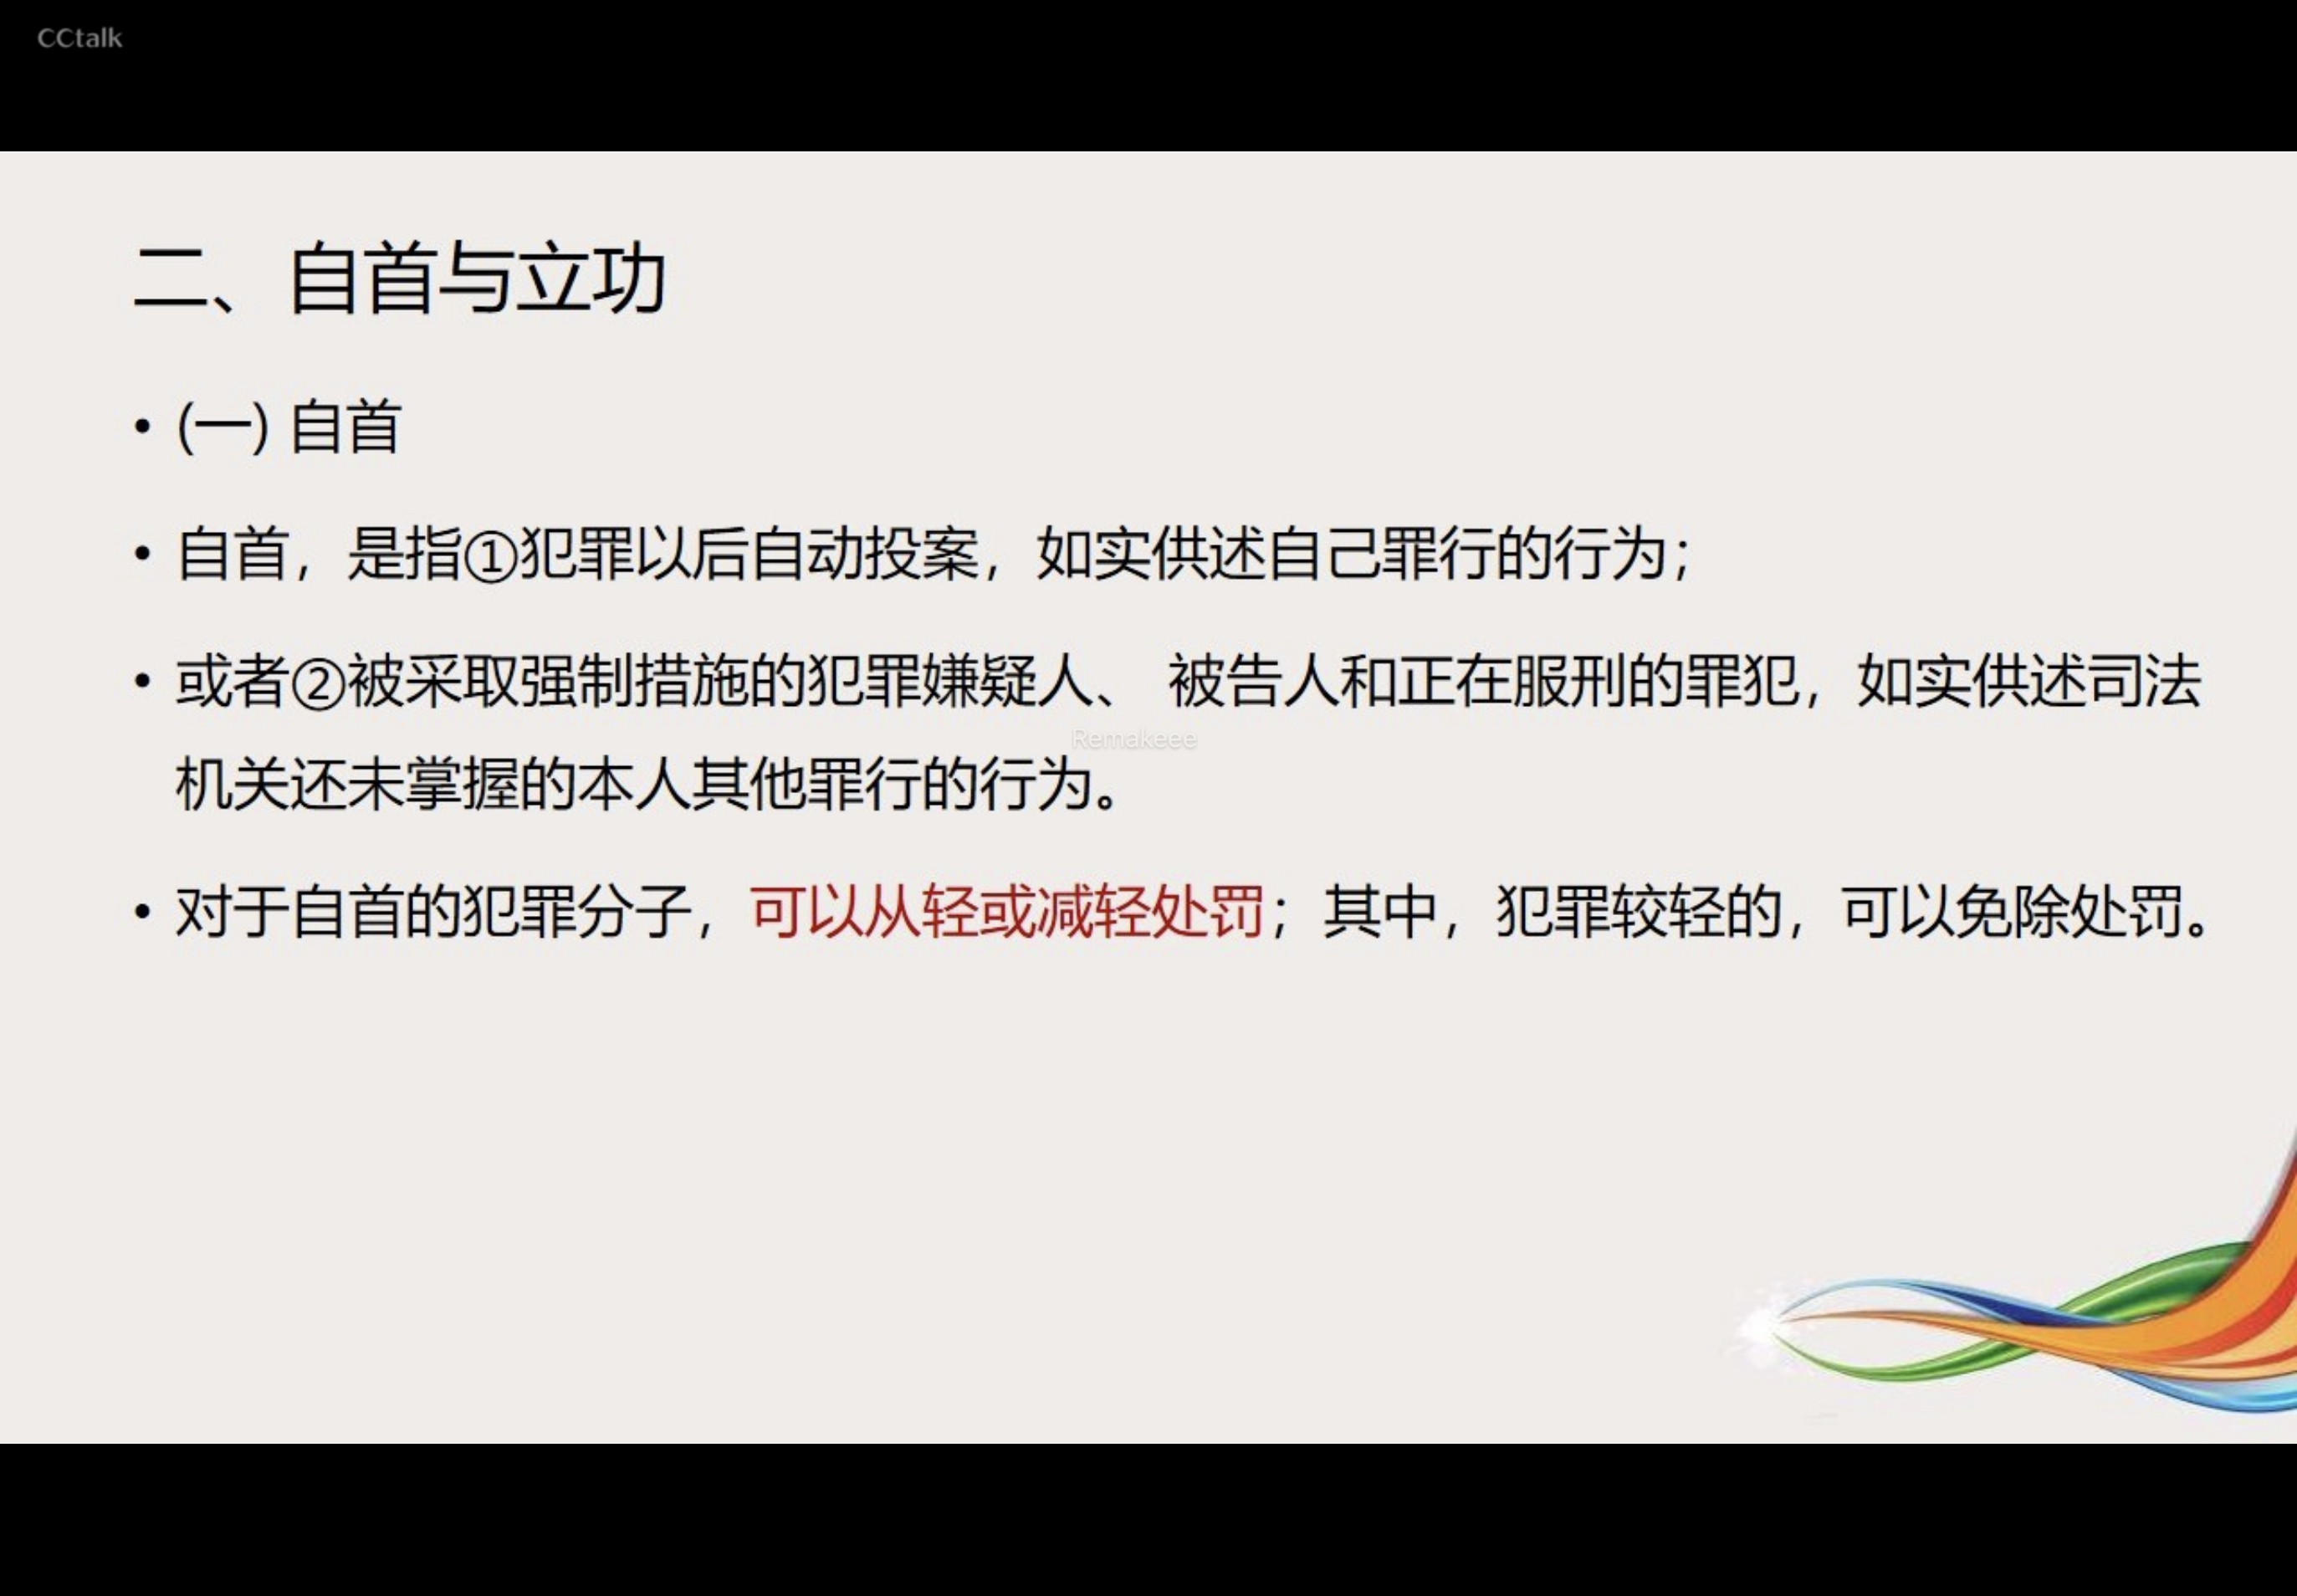 CCtalk
二、自首与立功
• (一) 自首
• 自首，是指①犯罪以后自动投案，如实供述自己罪行的行为；
• 或者②被采取强制措施的犯罪嫌疑人、 被告人和正在服刑的罪犯，如实供述司法
Remakeee
机关还未掌握的本人其他罪行的行为。
• 对于自首的犯罪分子，可以从轻或减轻处罚；其中，犯罪较轻的，可以免除处罚。